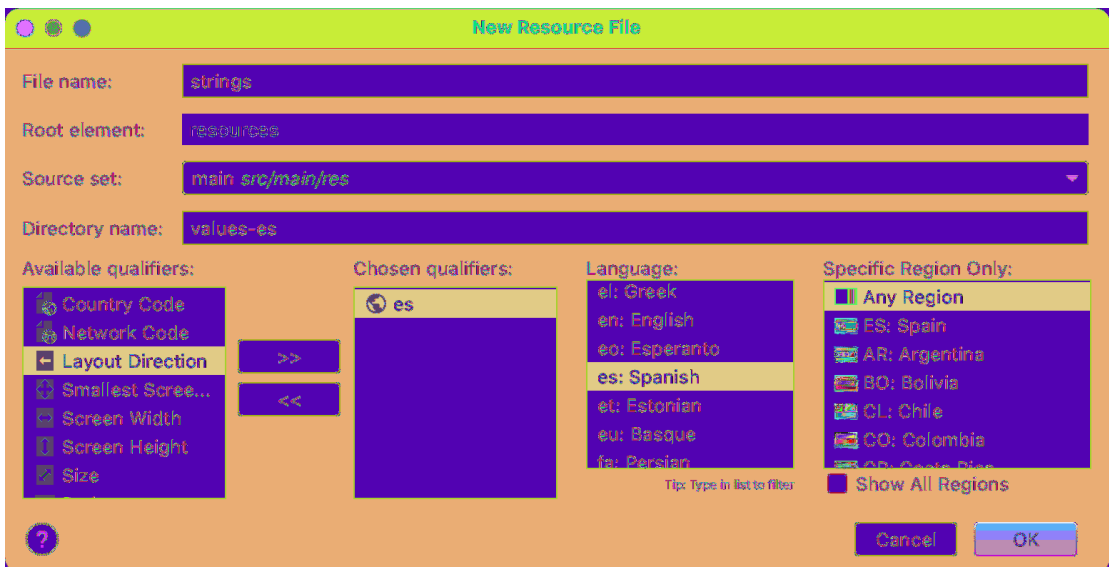 New Resource File
File name: strings
Root element: resources
Source set: main src/main/res
Directory name: values-es
Available qualifiers:
Country Code
Network Code
Layout Direction
Smallest Scree...
Screen Width
Screen Height
Size
>>
<<
Chosen qualifiers:
es
Language:
el: Greek
en: English
eo: Esperanto
es: Spanish
et: Estonian
eu: Basque
fa: Persian
Tip: Type in list to filter
Specific Region Only:
Any Region
ES: Spain
AR: Argentina
BO: Bolivia
CL: Chile
CO: Colombia
Show All Regions
?
Cancel
OK